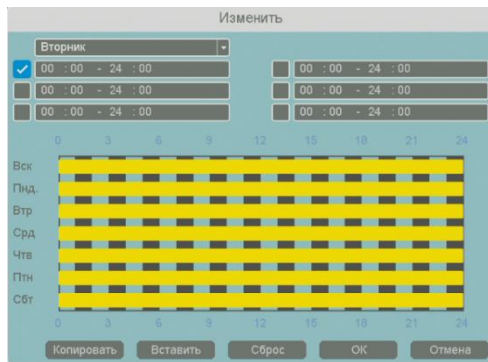 Изменить
Вторник
00 :00 - 24 :00 00 :00 - 24 :00
00 :00 - 24 :00 00 :00 - 24 :00
00 :00 - 24 :00 00 :00 - 24 :00
0 3 6 9 12 15 18 21 24
Вск
Пнд.
Втр
Срд
Чтв
Птн
Сбт
0 3 6 9 12 15 18 21 24
Копировать Вставить Сброс ОК Отмена